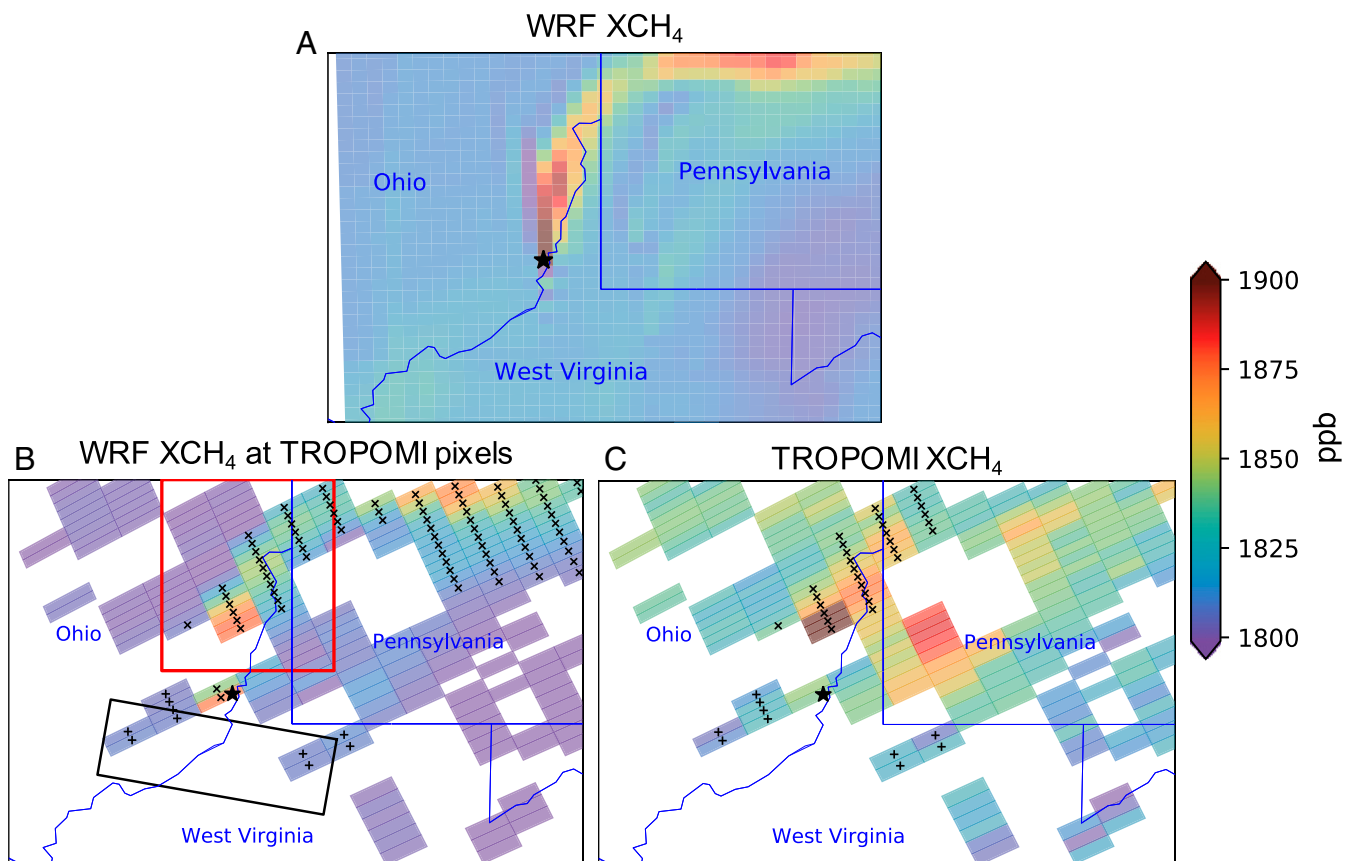 A
WRF XCH₄
Ohio
Pennsylvania
West Virginia
1900
1875
1850
1825
1800
ppb
B
WRF XCH₄ at TROPOMI pixels
Ohio
Pennsylvania
West Virginia
C
TROPOMI XCH₄
Ohio
Pennsylvania
West Virginia